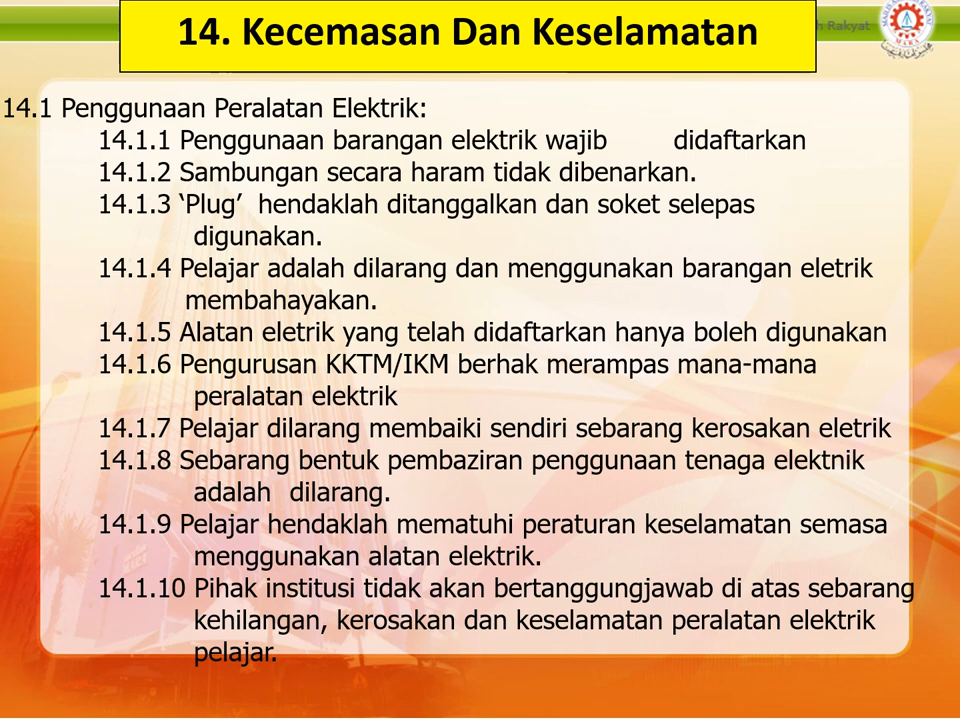 14. Kecemasan Dan Keselamatan
Rakyat
MARA
14.1 Penggunaan Peralatan Elektrik:
14.1.1 Penggunaan barangan elektrik wajib didaftarkan
14.1.2 Sambungan secara haram tidak dibenarkan.
14.1.3 ‘Plug’ hendaklah ditanggalkan dan soket selepas
digunakan.
14.1.4 Pelajar adalah dilarang dan menggunakan barangan eletrik
membahayakan.
14.1.5 Alatan eletrik yang telah didaftarkan hanya boleh digunakan
14.1.6 Pengurusan KKTM/IKM berhak merampas mana-mana
peralatan elektrik
14.1.7 Pelajar dilarang membaiki sendiri sebarang kerosakan eletrik
14.1.8 Sebarang bentuk pembaziran penggunaan tenaga elektnik
adalah dilarang.
14.1.9 Pelajar hendaklah mematuhi peraturan keselamatan semasa
menggunakan alatan elektrik.
14.1.10 Pihak institusi tidak akan bertanggungjawab di atas sebarang
kehilangan, kerosakan dan keselamatan peralatan elektrik
pelajar.